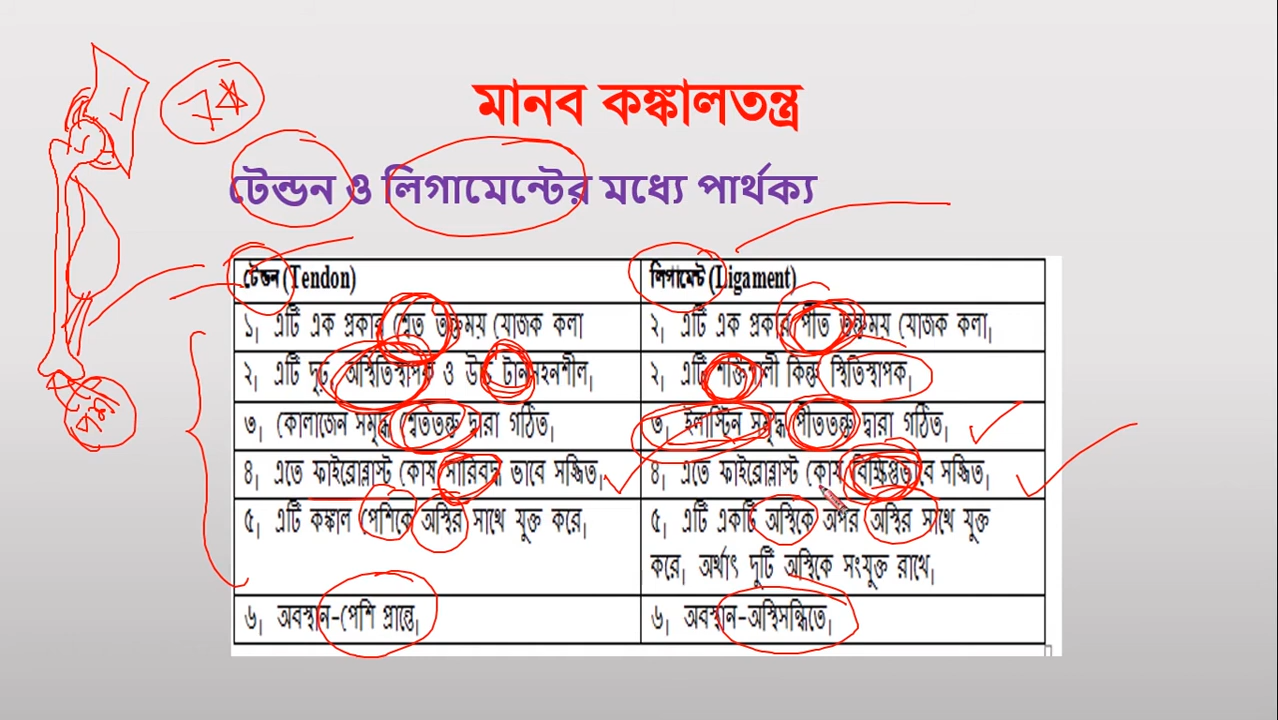 মানব কঙ্কালতন্ত্র
টেন্ডন ও লিগামেন্টের মধ্যে পার্থক্য
টেন্ডন (Tendon)
লিগামেন্ট (Ligament)
১। এটি এক প্রকার শ্বেত তন্তুময় যোজক কলা
২। এটি এক প্রকার পীত তন্তুময় যোজক কলা।
২। এটি দৃঢ়, অস্থিতিস্থাপক ও উচ্চ টান সহনশীল।
২। এটি শক্তিশালী কিন্তু স্থিতিস্থাপক।
৩। কোলাজেন সমৃদ্ধ শ্বেততন্তু দ্বারা গঠিত।
৩। ইলাস্টিন সমৃদ্ধ পীততন্তু দ্বারা গঠিত।
৪। এতে ফাইব্রোব্লাস্ট কোষ সারিবদ্ধ ভাবে সজ্জিত।
৪। এতে ফাইব্রোব্লাস্ট কোষ বিক্ষিপ্তভাবে সজ্জিত।
৫। এটি কঙ্কাল পেশিকে অস্থির সাথে যুক্ত করে।
৫। এটি একটি অস্থিকে অপর অস্থির সাথে যুক্ত
করে। অর্থাৎ দুটি অস্থিকে সংযুক্ত রাখে।
৬। অবস্থান-পেশি প্রান্তে।
৬। অবস্থান-অস্থিসন্ধিতে।